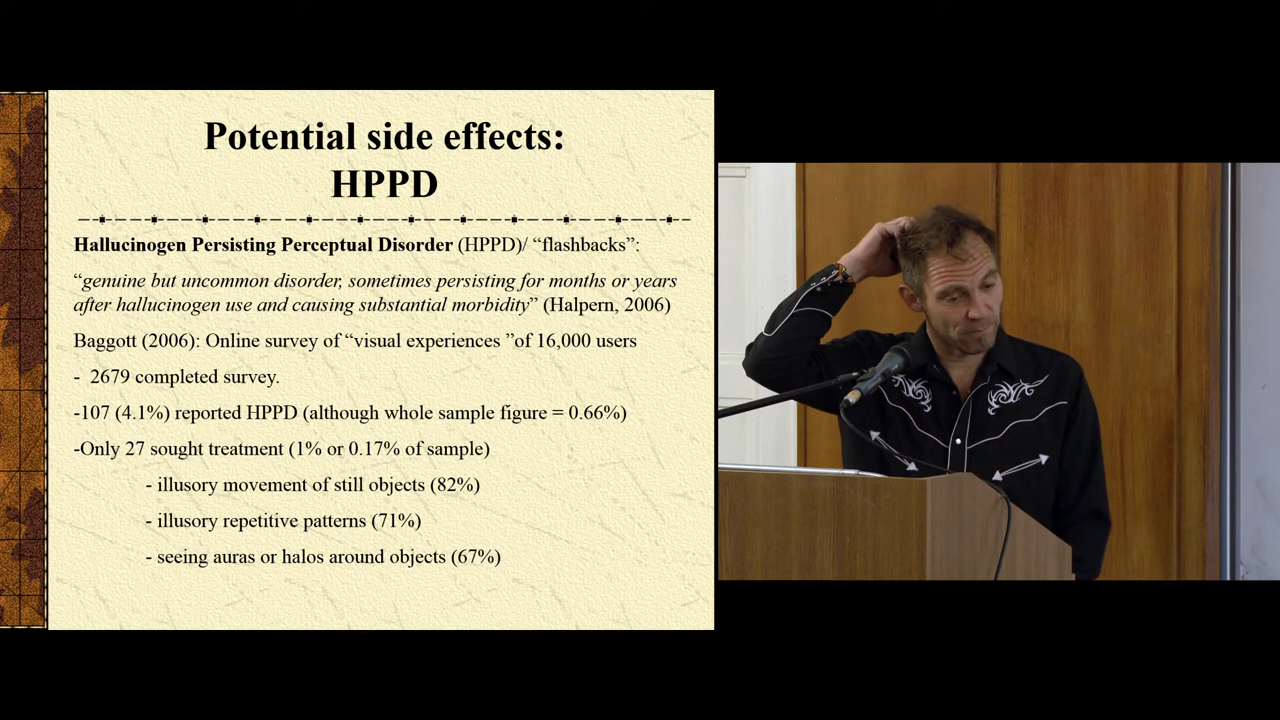 Potential side effects:
HPPD
Hallucinogen Persisting Perceptual Disorder (HPPD)/ “flashbacks”:
“genuine but uncommon disorder, sometimes persisting for months or years
after hallucinogen use and causing substantial morbidity” (Halpern, 2006)
Baggott (2006): Online survey of “visual experiences ”of 16,000 users
- 2679 completed survey.
-107 (4.1%) reported HPPD (although whole sample figure = 0.66%)
-Only 27 sought treatment (1% or 0.17% of sample)
- illusory movement of still objects (82%)
- illusory repetitive patterns (71%)
- seeing auras or halos around objects (67%)